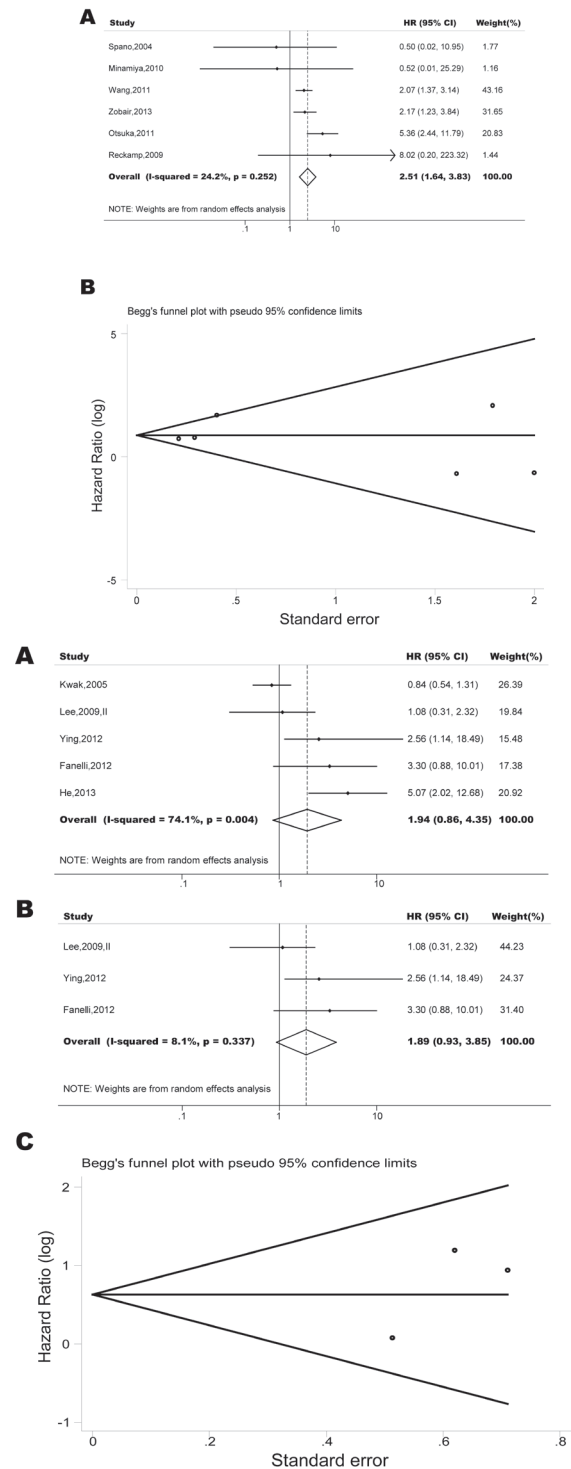 A
Study HR (95% CI) Weight(%)
Spano,2004 0.50 (0.02, 10.95) 1.77
Minamiya,2010 0.52 (0.01, 25.29) 1.16
Wang,2011 2.07 (1.37, 3.14) 43.16
Zobair,2013 2.17 (1.23, 3.84) 31.65
Otsuka,2011 5.36 (2.44, 11.79) 20.83
Reckamp,2009 8.02 (0.20, 223.32) 1.44
Overall (I-squared = 24.2%, p = 0.252) 2.51 (1.64, 3.83) 100.00
NOTE: Weights are from random effects analysis
.1 1 10
B
Begg's funnel plot with pseudo 95% confidence limits
Hazard Ratio (log)
5
0
-5
0 .5 1 1.5 2
Standard error
A
Study HR (95% CI) Weight(%)
Kwak,2005 0.84 (0.54, 1.31) 26.39
Lee,2009,II 1.08 (0.31, 2.32) 19.84
Ying,2012 2.56 (1.14, 18.49) 15.48
Fanelli,2012 3.30 (0.88, 10.01) 17.38
He,2013 5.07 (2.02, 12.68) 20.92
Overall (I-squared = 74.1%, p = 0.004) 1.94 (0.86, 4.35) 100.00
NOTE: Weights are from random effects analysis
.1 1 10
B
Study HR (95% CI) Weight(%)
Lee,2009,II 1.08 (0.31, 2.32) 44.23
Ying,2012 2.56 (1.14, 18.49) 24.37
Fanelli,2012 3.30 (0.88, 10.01) 31.40
Overall (I-squared = 8.1%, p = 0.337) 1.89 (0.93, 3.85) 100.00
NOTE: Weights are from random effects analysis
.1 1 10
C
Begg's funnel plot with pseudo 95% confidence limits
Hazard Ratio (log)
2
1
0
-1
0 .2 .4 .6 .8
Standard error